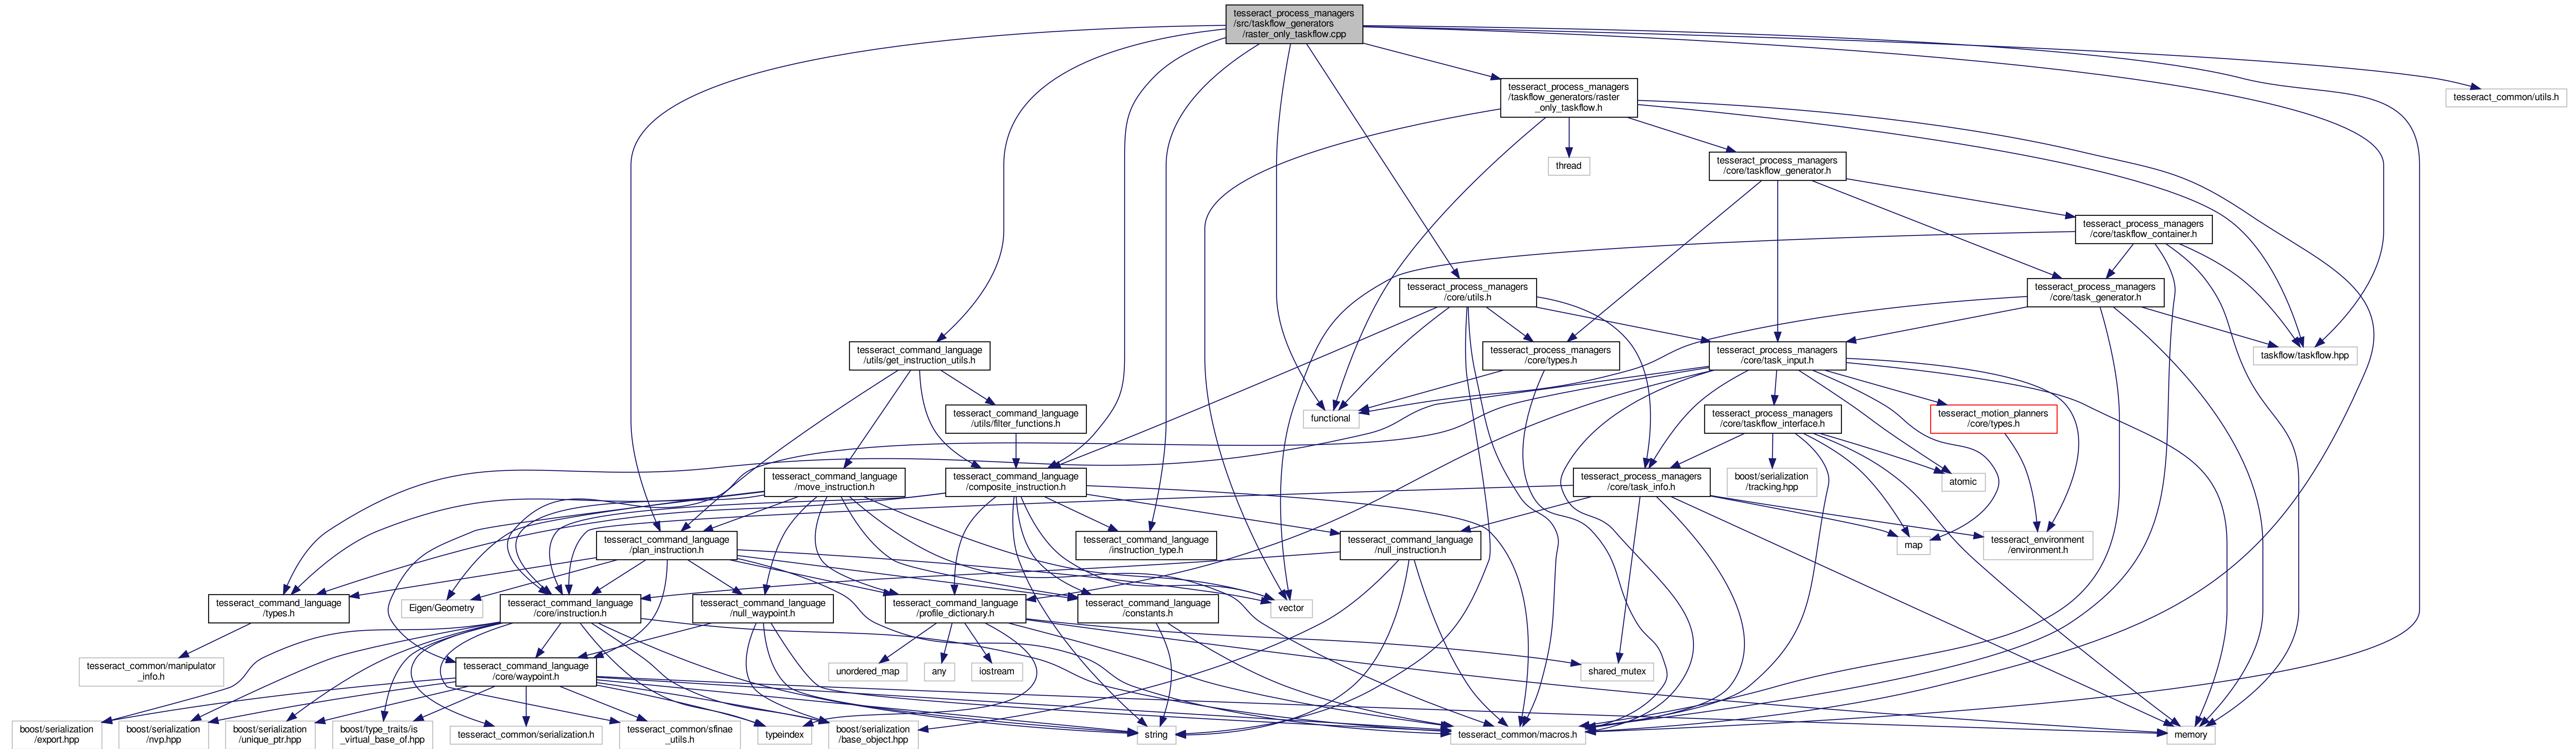 tesseract_process_managers
/src/taskflow_generators
/raster_only_taskflow.cpp
tesseract_process_managers
/taskflow_generators/raster
_only_taskflow.h
tesseract_common/utils.h
thread
tesseract_process_managers
/core/taskflow_generator.h
tesseract_process_managers
/core/taskflow_container.h
tesseract_process_managers
/core/utils.h
tesseract_process_managers
/core/task_generator.h
tesseract_command_language
/utils/get_instruction_utils.h
tesseract_process_managers
/core/types.h
tesseract_process_managers
/core/task_input.h
taskflow/taskflow.hpp
tesseract_command_language
/utils/filter_functions.h
functional
tesseract_process_managers
/core/taskflow_interface.h
tesseract_motion_planners
/core/types.h
tesseract_command_language
/move_instruction.h
tesseract_command_language
/composite_instruction.h
tesseract_process_managers
/core/task_info.h
boost/serialization
/tracking.hpp
atomic
tesseract_command_language
/plan_instruction.h
tesseract_command_language
/instruction_type.h
tesseract_command_language
/null_instruction.h
map
tesseract_environment
/environment.h
tesseract_command_language
/types.h
Eigen/Geometry
tesseract_command_language
/core/instruction.h
tesseract_command_language
/null_waypoint.h
tesseract_command_language
/profile_dictionary.h
tesseract_command_language
/constants.h
vector
tesseract_common/manipulator
_info.h
tesseract_command_language
/core/waypoint.h
unordered_map
any
iostream
shared_mutex
boost/serialization
/export.hpp
boost/serialization
/nvp.hpp
boost/serialization
/unique_ptr.hpp
boost/type_traits/is
_virtual_base_of.hpp
tesseract_common/serialization.h
tesseract_common/sfinae
_utils.h
typeindex
boost/serialization
/base_object.hpp
string
tesseract_common/macros.h
memory